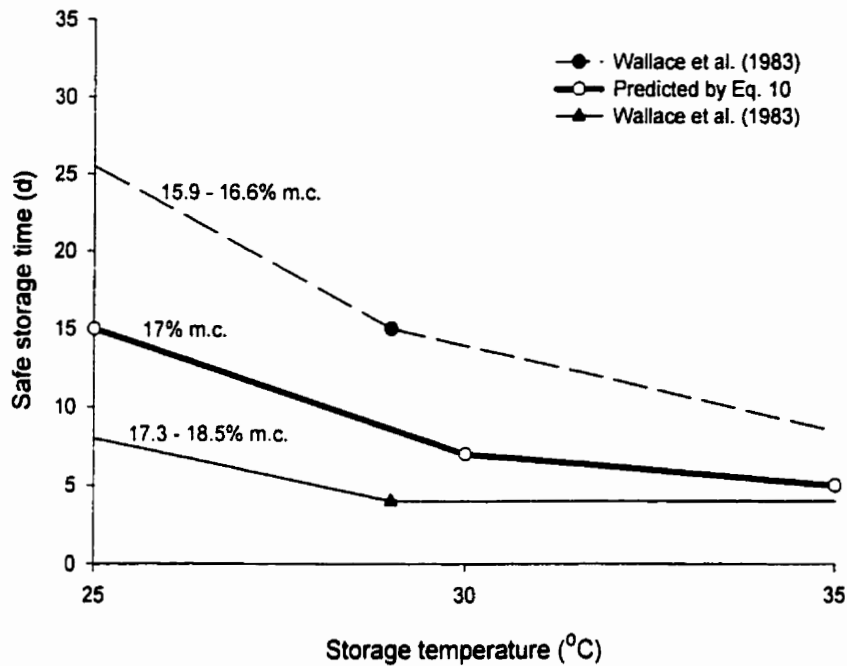 35
30
25
20
15
10
5
0
Safe storage time (d)
Wallace et al. (1983)
Predicted by Eq. 10
Wallace et al. (1983)
15.9 - 16.6% m.c.
17% m.c.
17.3 - 18.5% m.c.
25 30 35
Storage temperature (°C)